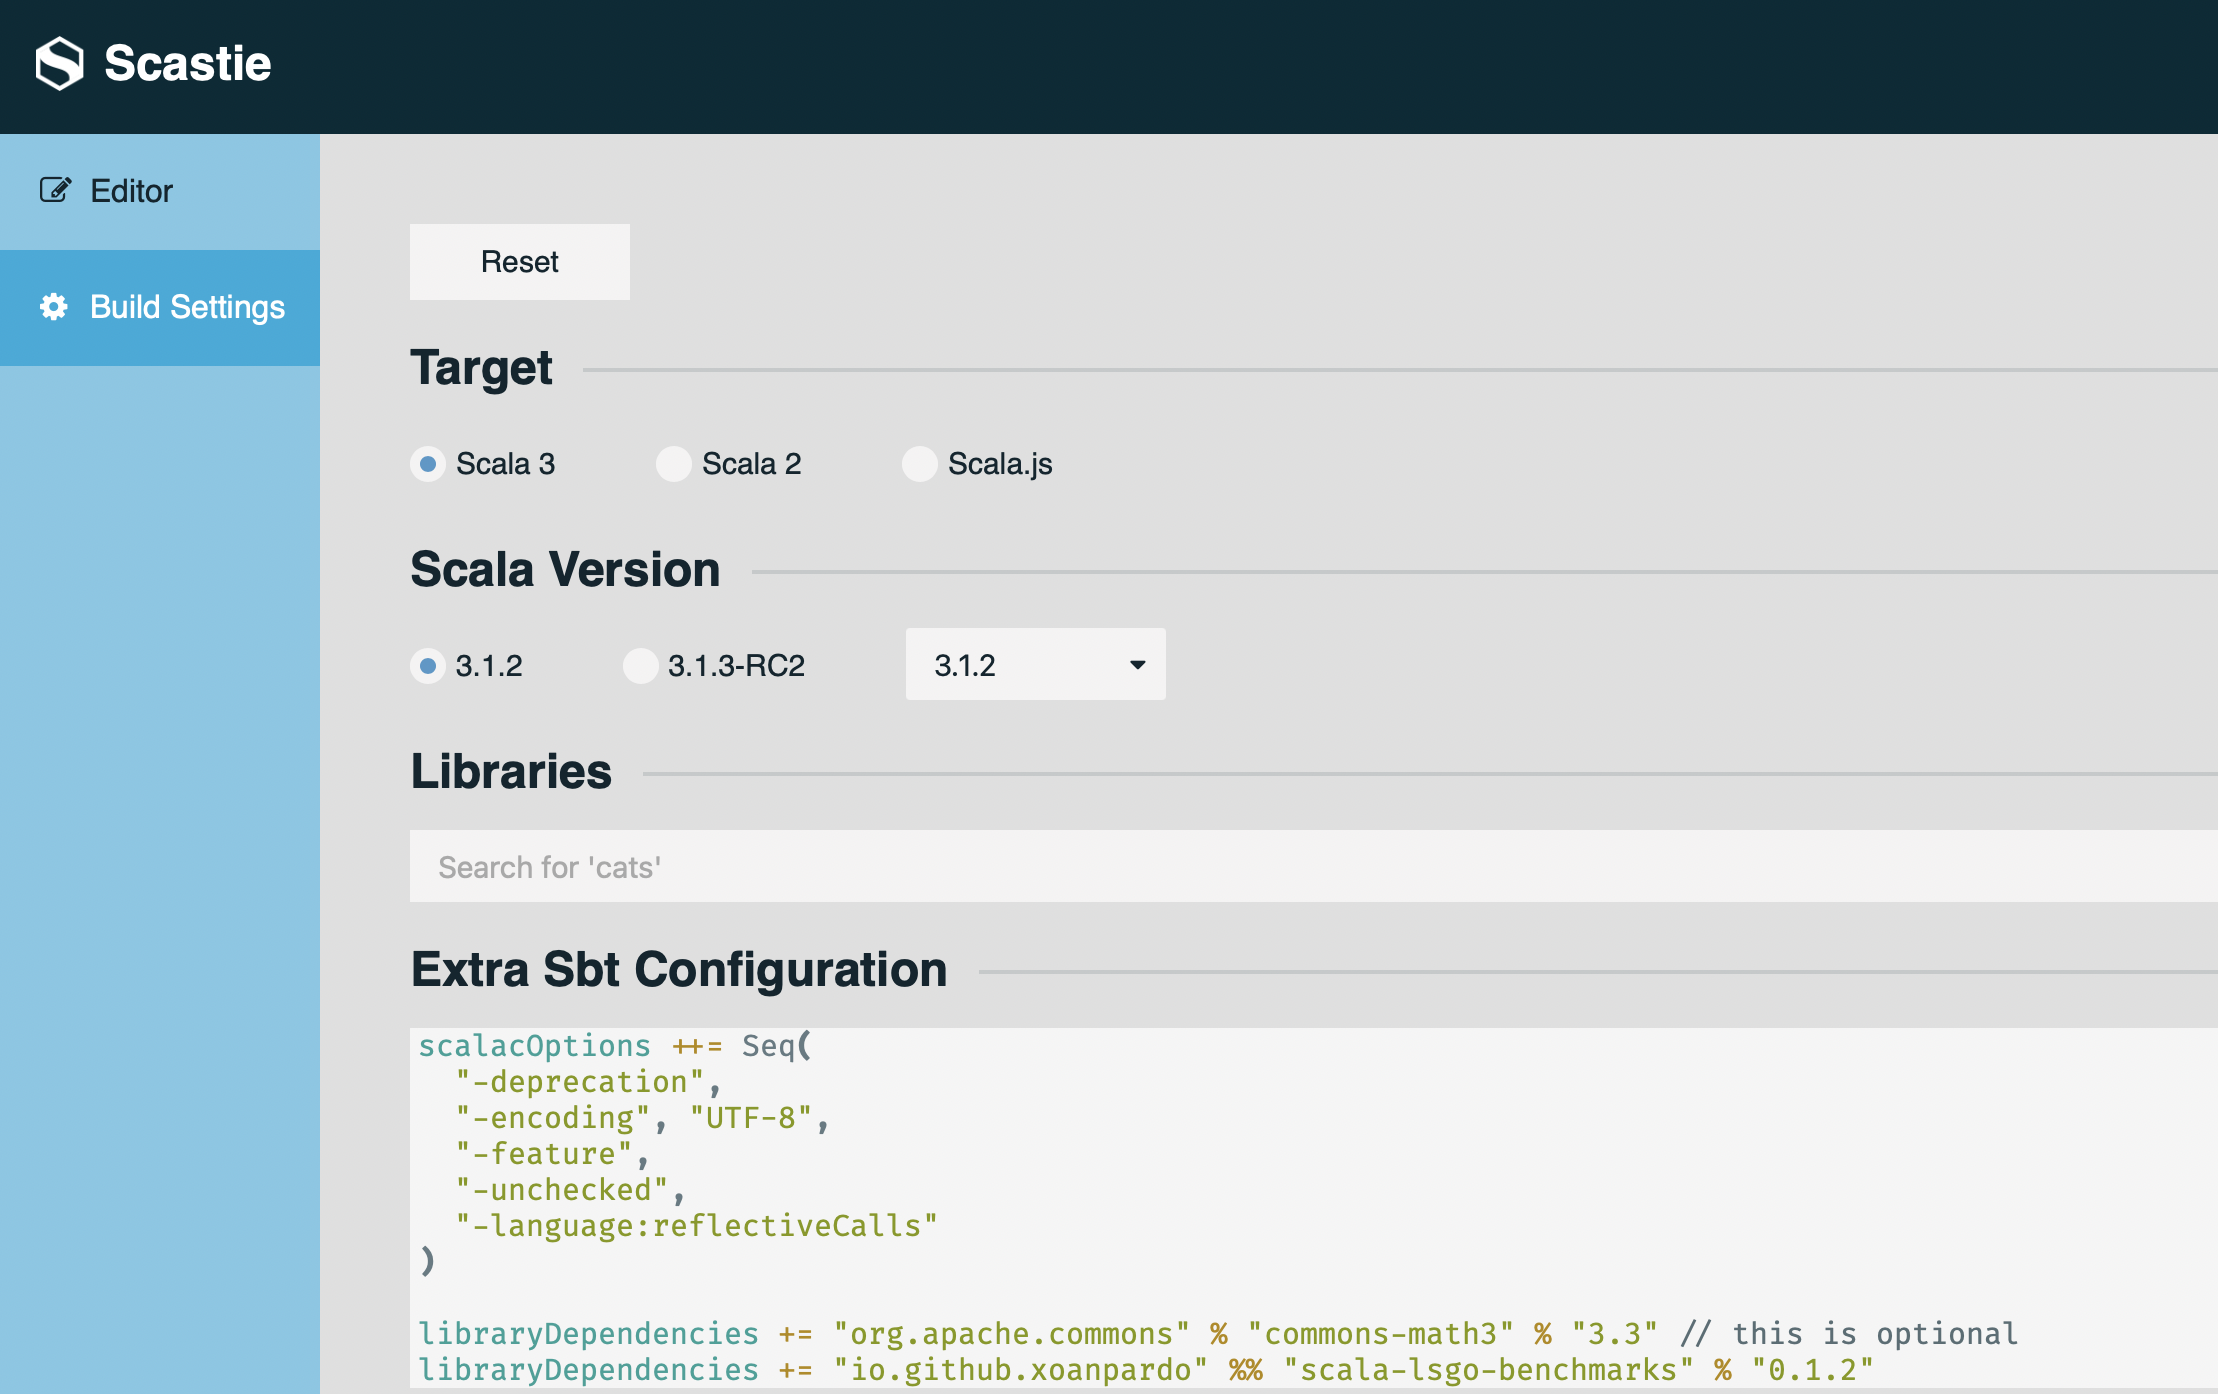 Scastie
Editor
Build Settings
Reset
Target
Scala 3 Scala 2 Scala.js
Scala Version
3.1.2 3.1.3-RC2 3.1.2
Libraries
Search for 'cats'
Extra Sbt Configuration
scalacOptions ++= Seq(
  "-deprecation",
  "-encoding", "UTF-8",
  "-feature",
  "-unchecked",
  "-language:reflectiveCalls"
)
libraryDependencies += "org.apache.commons" % "commons-math3" % "3.3" // this is optional
libraryDependencies += "io.github.xoanpardo" %% "scala-lsgo-benchmarks" % "0.1.2"